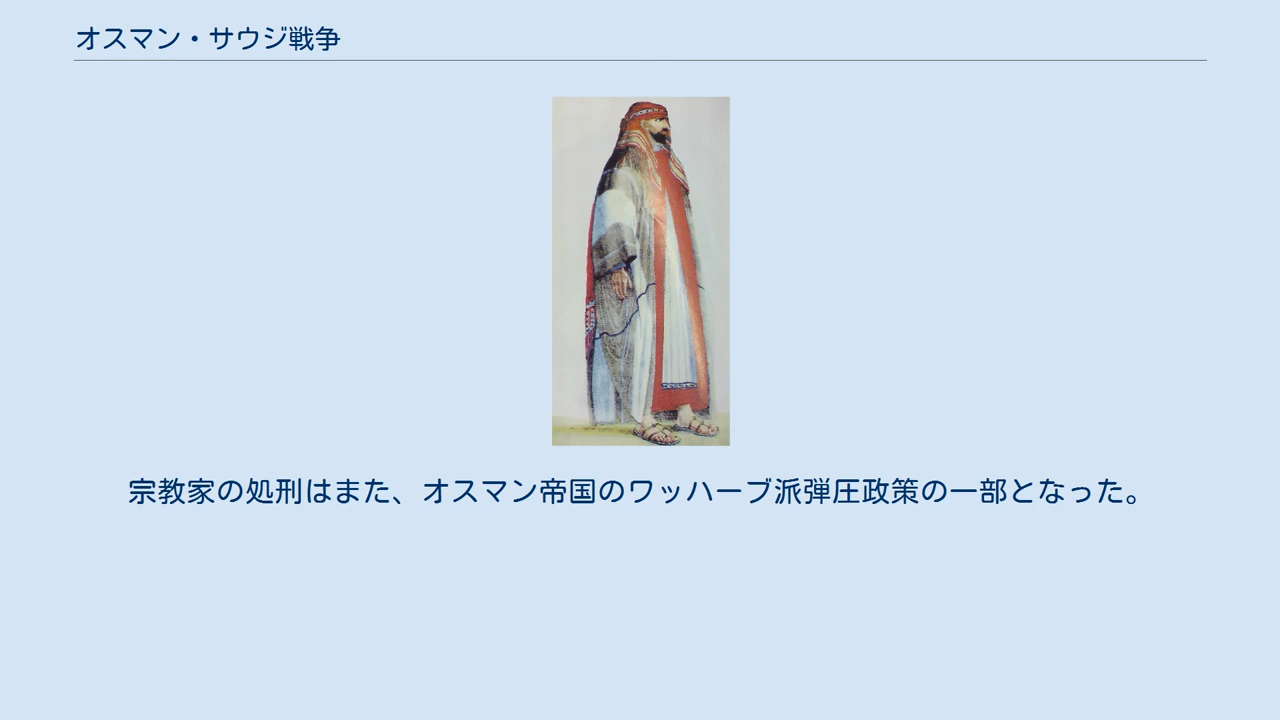 オスマン・サウジ戦争
宗教家の処刑はまた、オスマン帝国のワッハーブ派弾圧政策の一部となった。